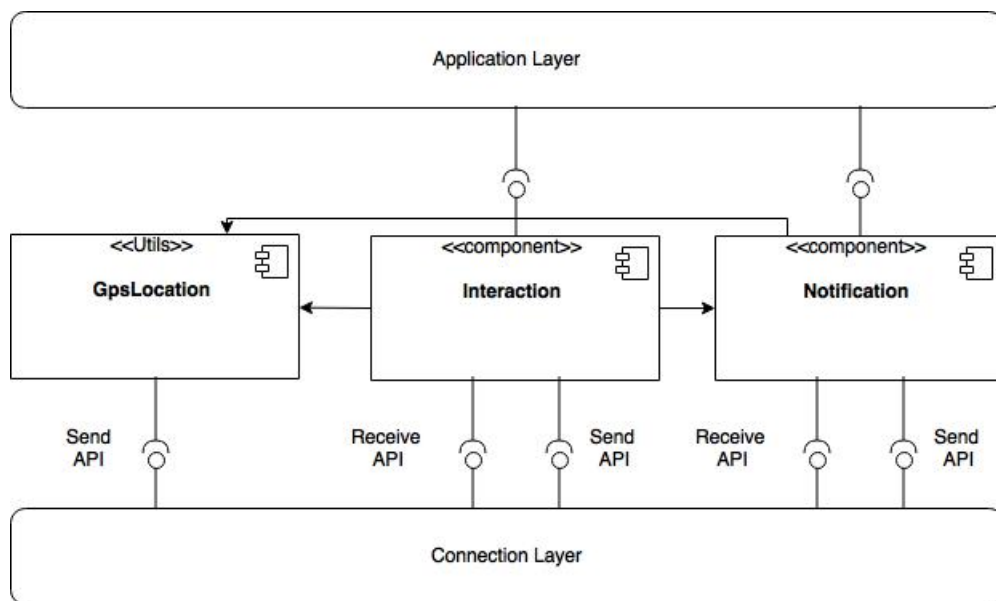 Application Layer
<<Utils>>
GpsLocation
<<component>>
Interaction
<<component>>
Notification
Send
API
Receive
API
Send
API
Receive
API
Send
API
Connection Layer